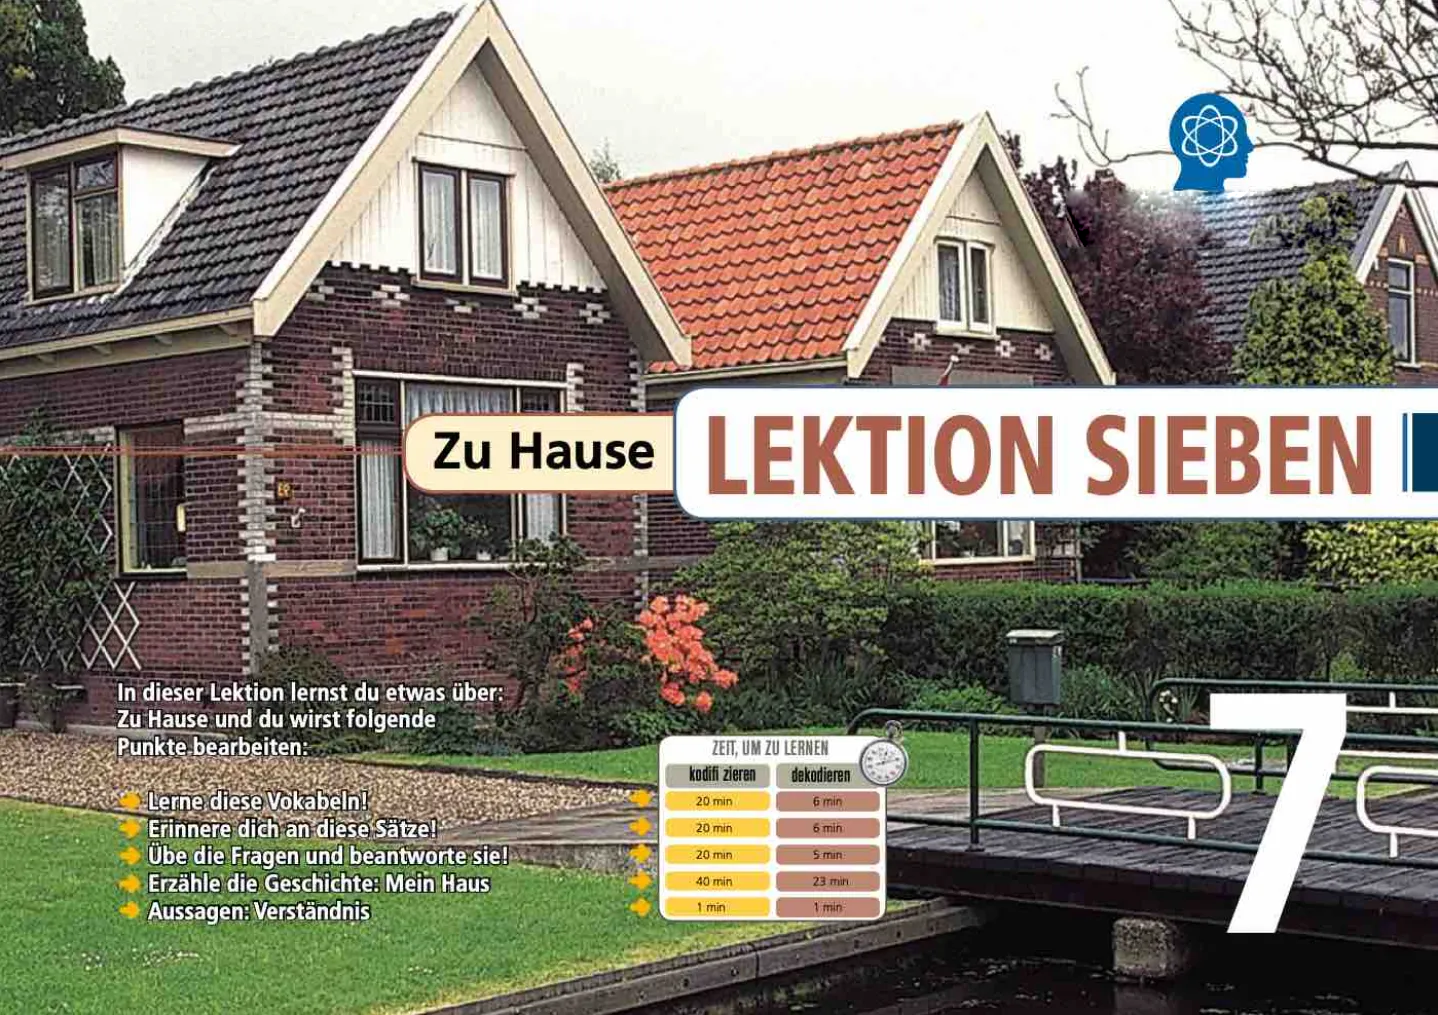 Zu Hause
LEKTION SIEBEN
7
In dieser Lektion lernst du etwas über:
Zu Hause und du wirst folgende
Punkte bearbeiten:
Lerne diese Vokabeln!
Erinnere dich an diese Sätze!
Übe die Fragen und beantworte sie!
Erzähle die Geschichte: Mein Haus
Aussagen: Verständnis
ZEIT, UM ZU LERNEN
kodifi zieren dekodieren
20 min 6 min
20 min 6 min
20 min 5 min
40 min 23 min
1 min 1 min